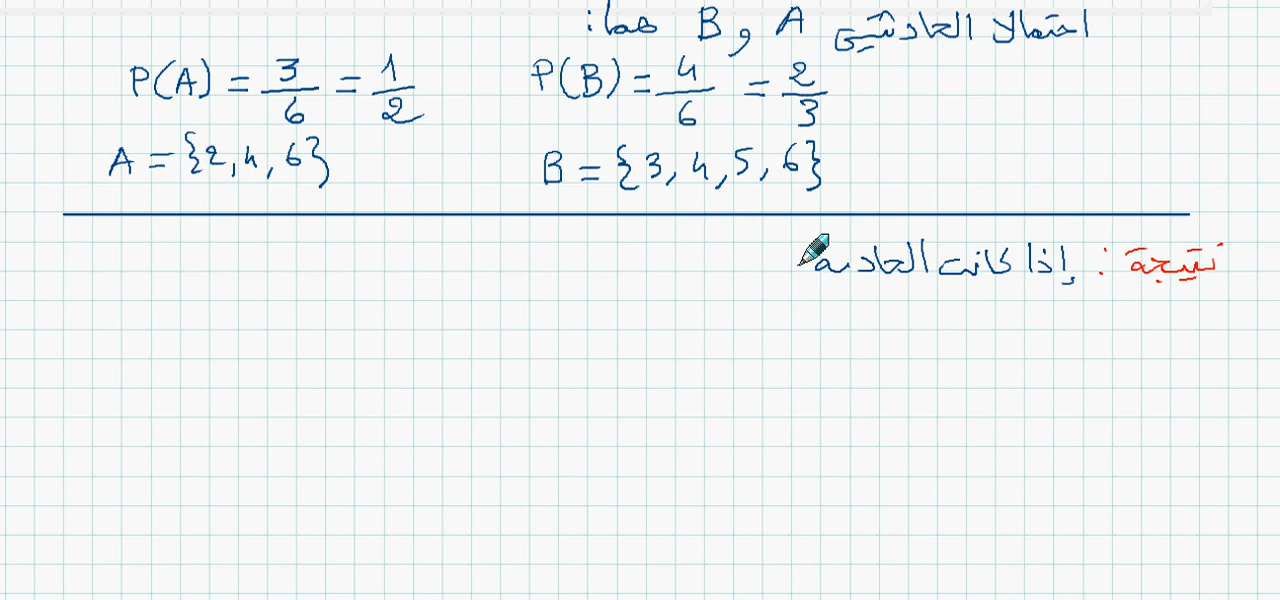 احتمالا الحادثتين A و B هما:
P(A) = 3/6 = 1/2 P(B) = 4/6 = 2/3
A = {2, 4, 6} B = {3, 4, 5, 6}
نتيجة : إذا كانت الحادثة